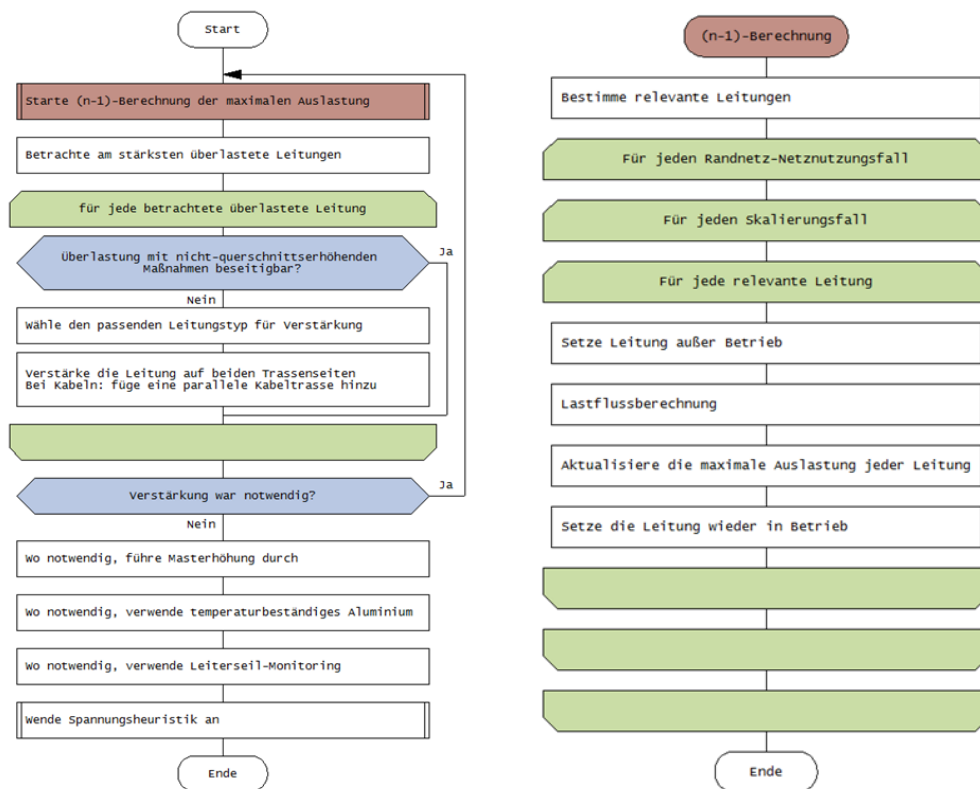 Start
Starte (n-1)-Berechnung der maximalen Auslastung
Betrachte am stärksten überlastete Leitungen
für jede betrachtete überlastete Leitung
Überlastung mit nicht-querschnittserhöhenden
Maßnahmen beseitigbar?
Ja
Nein
Wähle den passenden Leitungstyp für Verstärkung
Verstärke die Leitung auf beiden Trassenseiten
Bei Kabeln: füge eine parallele Kabeltrasse hinzu
Verstärkung war notwendig?
Ja
Nein
Wo notwendig, führe Masterhöhung durch
Wo notwendig, verwende temperaturbeständiges Aluminium
Wo notwendig, verwende Leiterseil-Monitoring
Wende Spannungsheuristik an
Ende
(n-1)-Berechnung
Bestimme relevante Leitungen
Für jeden Randnetz-Netznutzungsfall
Für jeden Skalierungsfall
Für jede relevante Leitung
Setze Leitung außer Betrieb
Lastflussberechnung
Aktualisiere die maximale Auslastung jeder Leitung
Setze die Leitung wieder in Betrieb
Ende